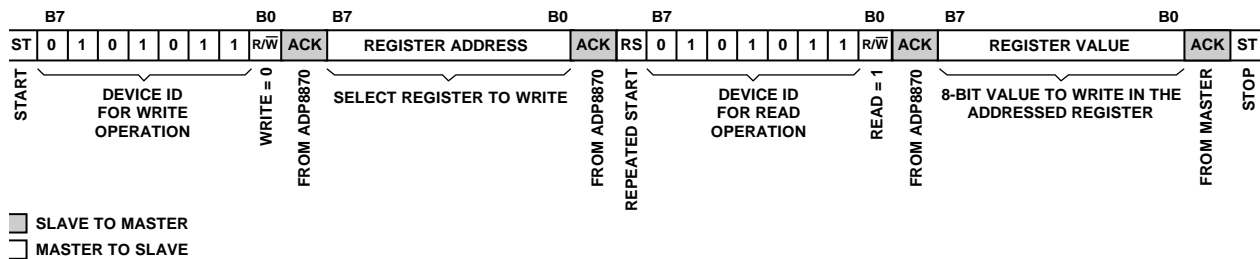 B7 B0 B7 B0 B7 B0
ST 0 1 0 1 0 1 1 R/W̅ ACK REGISTER ADDRESS ACK RS 0 1 0 1 0 1 1 R/W̅ ACK REGISTER VALUE ACK ST
START
DEVICE ID
FOR WRITE
OPERATION
WRITE = 0
FROM ADP8870
SELECT REGISTER TO WRITE
FROM ADP8870
REPEATED START
DEVICE ID
FOR READ
OPERATION
READ = 1
FROM ADP8870
8-BIT VALUE TO WRITE IN THE
ADDRESSED REGISTER
FROM MASTER
STOP
SLAVE TO MASTER
MASTER TO SLAVE